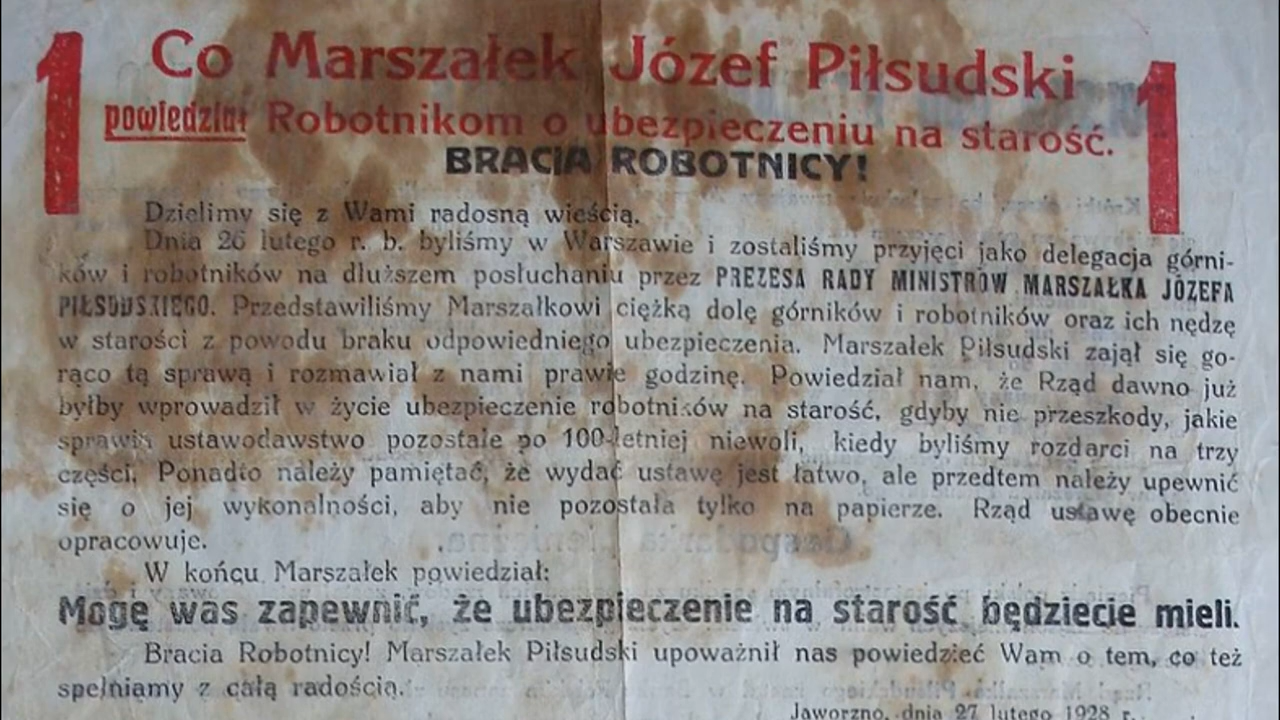 1 Co Marszałek Józef Piłsudski 1
powiedział Robotnikom o ubezpieczeniu na starość.
BRACIA ROBOTNICY!
Dzielimy się z Wami radosną wieścią.
Dnia 26 lutego r. b. byliśmy w Warszawie i zostaliśmy przyjęci jako delegacja górni-
ków i robotników na dłuższem posłuchaniu przez PREZESA RADY MINISTRÓW MARSZAŁKA JÓZEFA
PIŁSUDSKIEGO. Przedstawiliśmy Marszałkowi ciężką dolę górników i robotników oraz ich nędzę
w starości z powodu braku odpowiedniego ubezpieczenia. Marszałek Piłsudski zajął się go-
rąco tą sprawą i rozmawiał z nami prawie godzinę. Powiedział nam, że Rząd dawno już
byłby wprowadził w życie ubezpieczenie robotników na starość, gdyby nie przeszkody, jakie
sprawia ustawodawstwo pozostałe po 100-letniej niewoli, kiedy byliśmy rozdarci na trzy
części. Ponadto należy pamiętać, że wydać ustawę jest łatwo, ale przedtem należy upewnić
się o jej wykonalności, aby nie pozostała tylko na papierze. Rząd ustawę obecnie
opracowuje.
W końcu Marszałek powiedział:
Mogę was zapewnić, że ubezpieczenie na starość będziecie mieli.
Bracia Robotnicy! Marszałek Piłsudski upoważnił nas powiedzieć Wam o tem, co też
spełniamy z całą radością.
Jaworzno, dnia 27 lutego 1928 r.